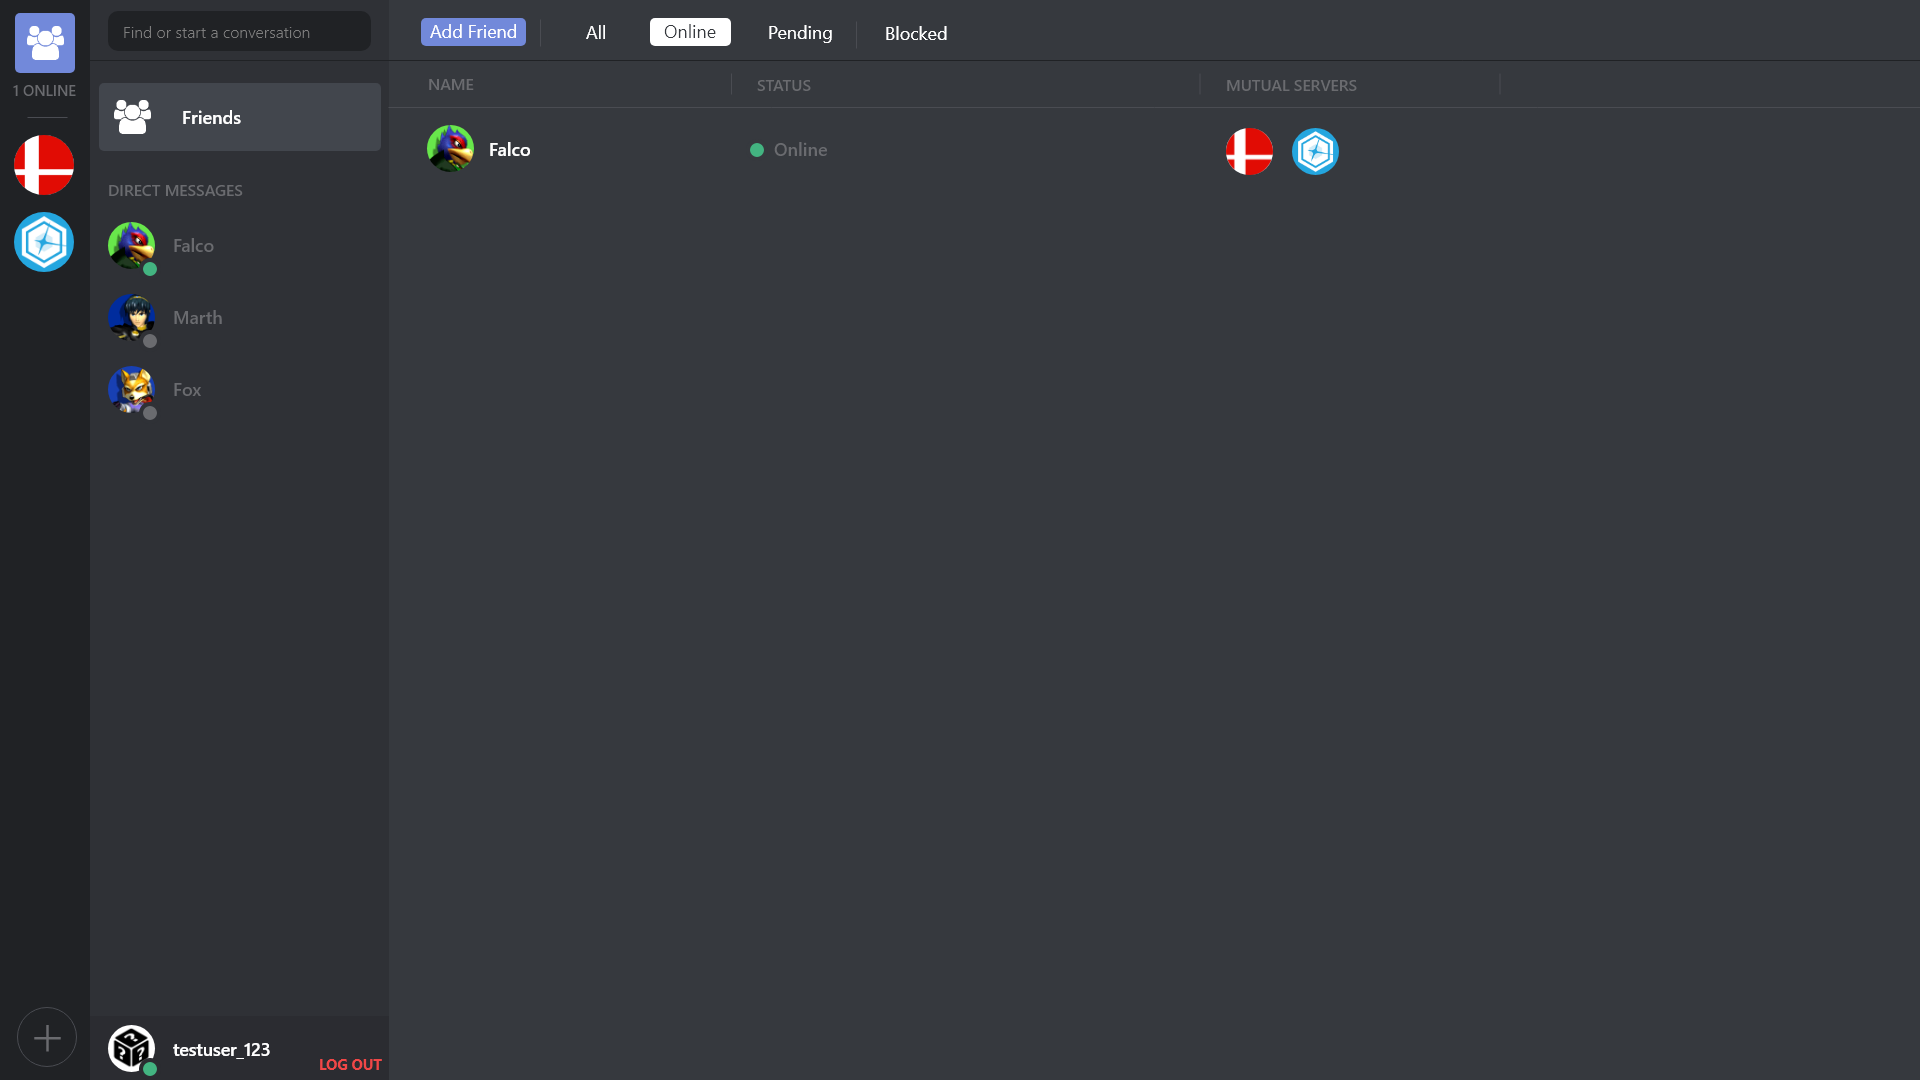 1 ONLINE
Find or start a conversation
Friends
DIRECT MESSAGES
Falco
Marth
Fox
testuser_123
LOG OUT
Add Friend All Online Pending Blocked
NAME STATUS MUTUAL SERVERS
Falco Online